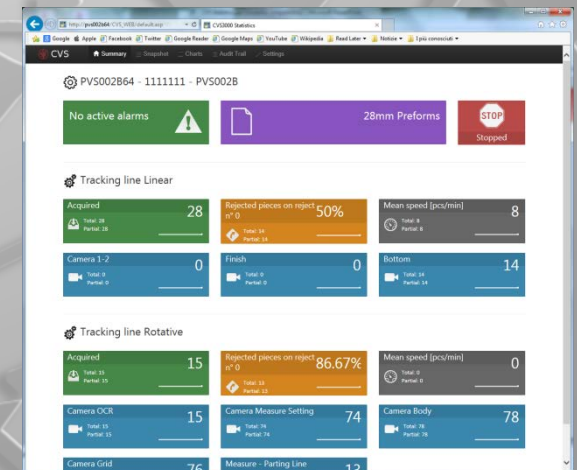 http://pvs002b64/CVS_WEB/default.asp
CVS3000 Statistics
Google Apple Facebook Twitter Google Reader Google Maps YouTube Wikipedia Read Later Notizie I più conosciuti
CVS Summary Snapshot Charts Audit Trail Settings
PVS002B64 - 1111111 - PVS002B
No active alarms
28mm Preforms
STOP
Stopped
Tracking line Linear
Acquired
28
Total: 28
Partial: 28
Rejected pieces on reject n° 0
50%
Total: 14
Partial: 14
Mean speed [pcs/min]
8
Total: 8
Partial: 8
Camera 1-2
0
Total: 0
Partial: 0
Finish
0
Total: 0
Partial: 0
Bottom
14
Total: 14
Partial: 14
Tracking line Rotative
Acquired
15
Total: 15
Partial: 15
Rejected pieces on reject n° 0
86.67%
Total: 13
Partial: 13
Mean speed [pcs/min]
0
Total: 0
Partial: 0
Camera OCR
15
Total: 15
Partial: 15
Camera Measure Setting
74
Total: 74
Partial: 74
Camera Body
78
Total: 78
Partial: 78
Camera Grid
76
Measure - Parting Line
13